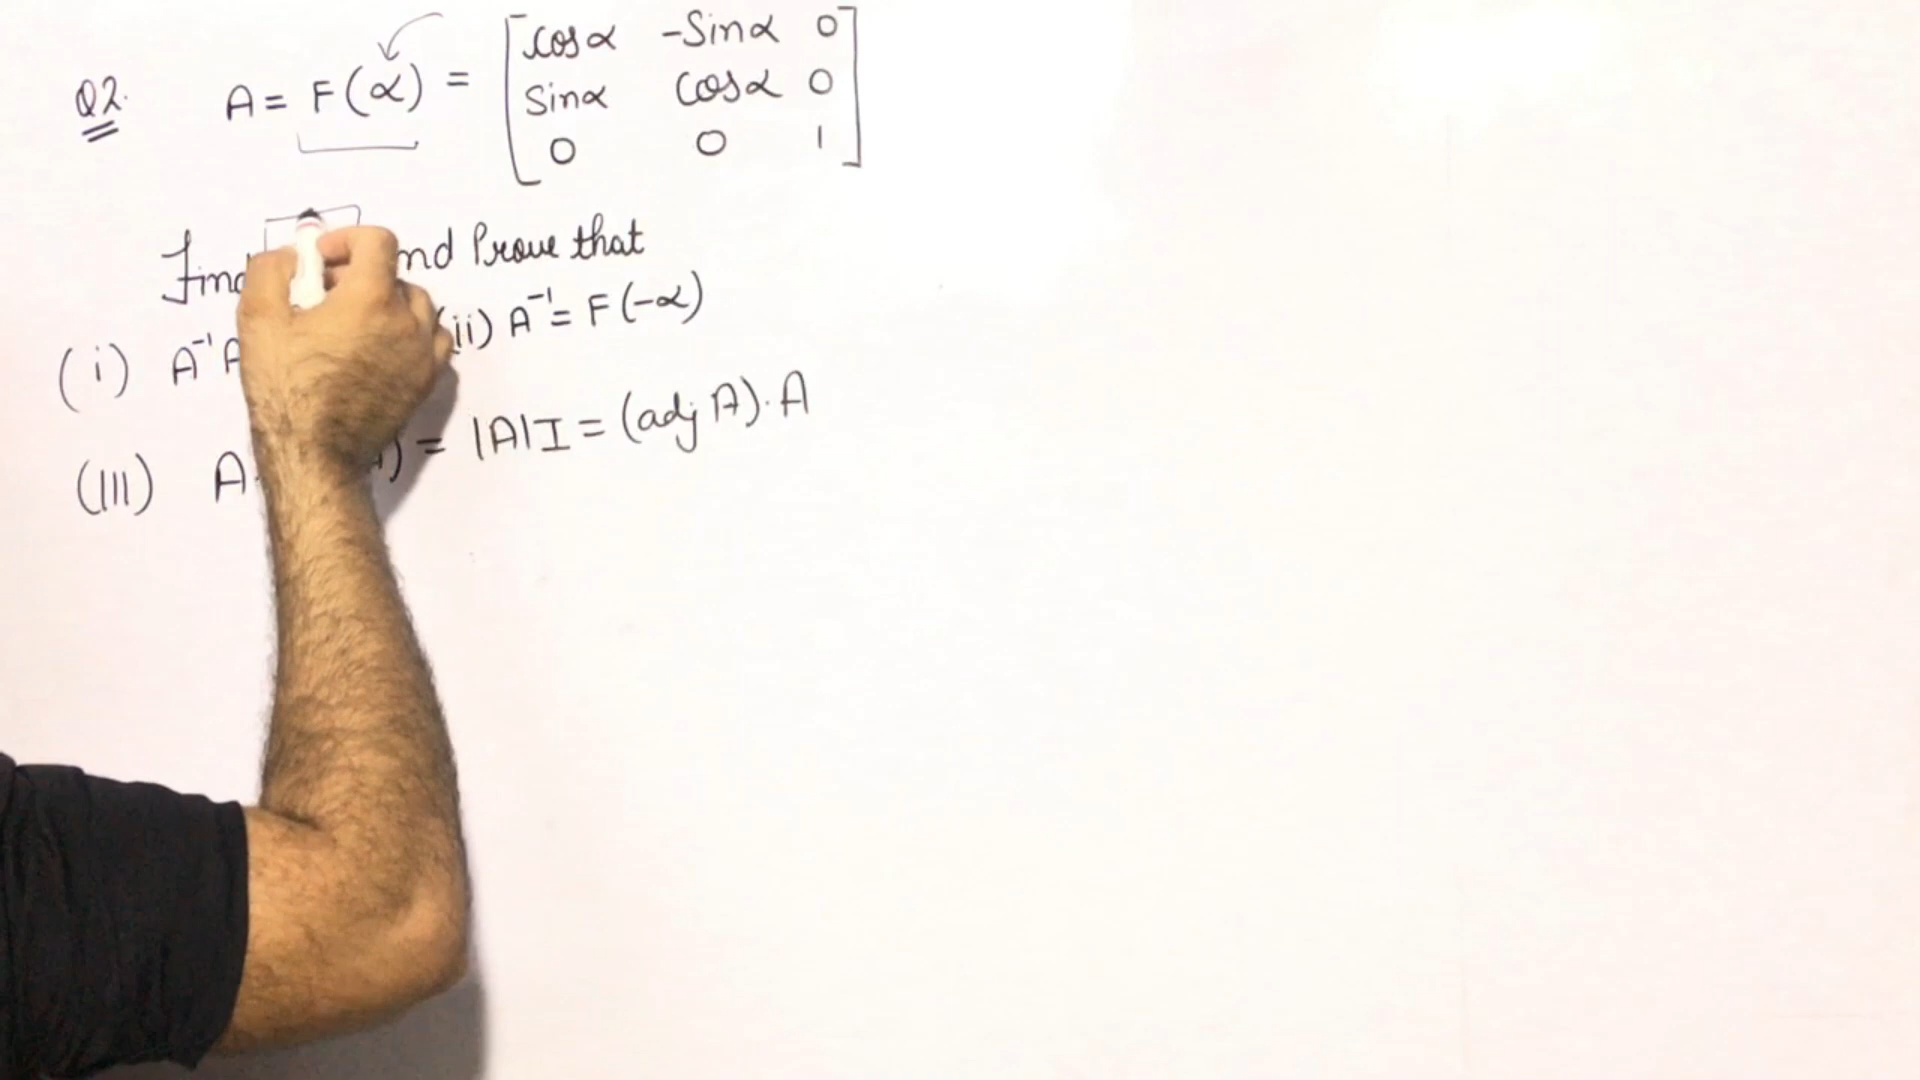 Q2. A = F(α) = [cosα -Sinα 0
Sinα cosα 0
0 0 1]
Find nd Prove that
(i) A⁻¹A (ii) A⁻¹ = F(-α)
(III) A. ) = |A|I = (adj A).A